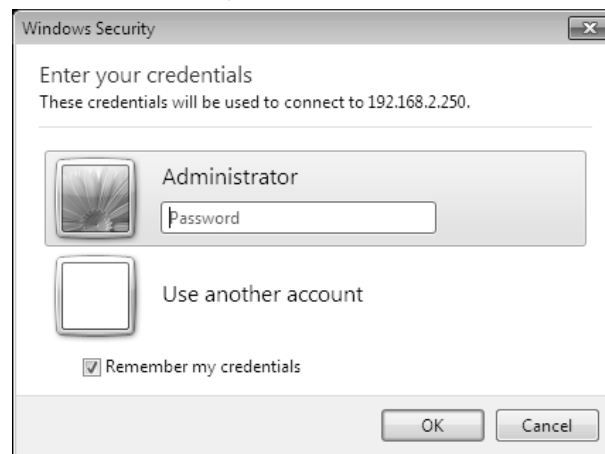 Windows Security
Enter your credentials
These credentials will be used to connect to 192.168.2.250.
Administrator
Password
Use another account
Remember my credentials
OK Cancel